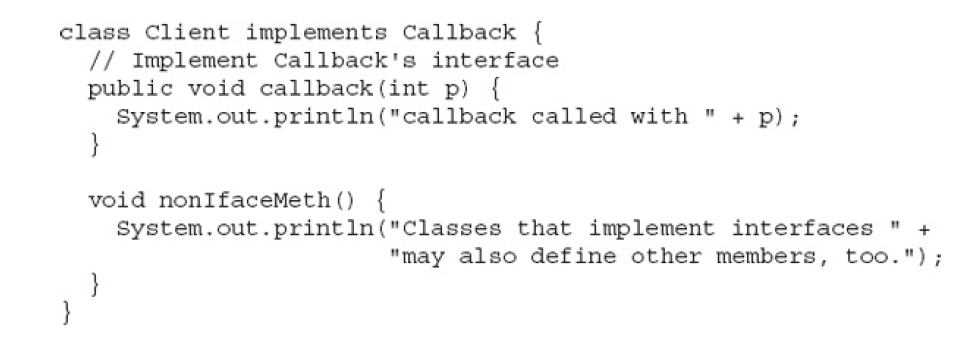 class Client implements Callback {
  // Implement Callback's interface
  public void callback(int p) {
    System.out.println("callback called with " + p);
  }

  void nonIfaceMeth() {
    System.out.println("Classes that implement interfaces " +
                       "may also define other members, too.");
  }
}